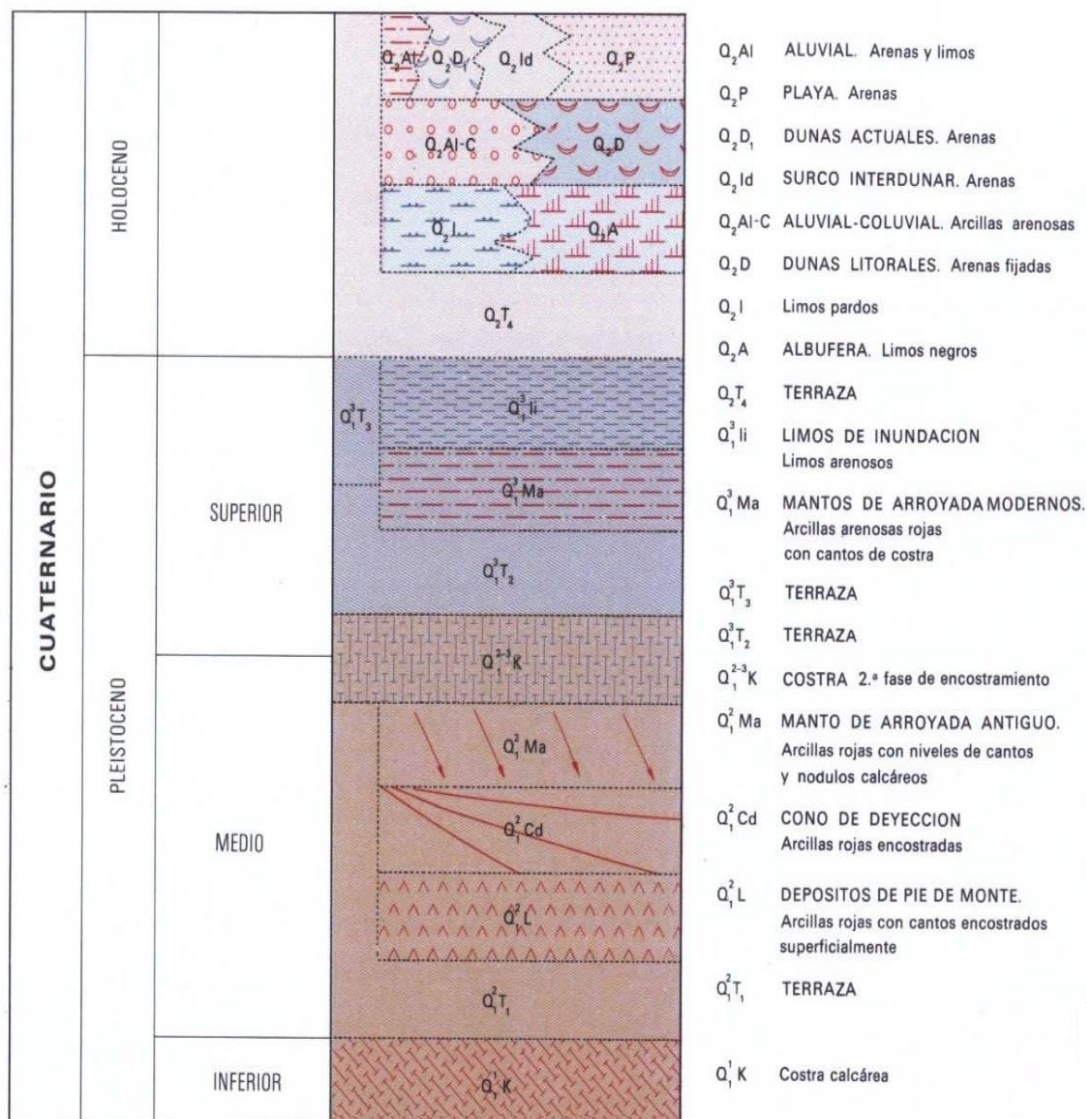 CUATERNARIO
HOLOCENO
PLEISTOCENO
SUPERIOR
MEDIO
INFERIOR
Q₂Al
Q₂D₁
Q₂Id
Q₂P
Q₂Al-C
Q₂D
Q₂I
Q₂A
Q₂T₄
Q₁³T₃
Q₁³li
Q₁³Ma
Q₁³T₂
Q₁²⁻³K
Q₁²Ma
Q₁²Cd
Q₁²L
Q₁²T₁
Q₁¹K
Q₂Al ALUVIAL. Arenas y limos
Q₂P PLAYA. Arenas
Q₂D₁ DUNAS ACTUALES. Arenas
Q₂Id SURCO INTERDUNAR. Arenas
Q₂Al-C ALUVIAL-COLUVIAL. Arcillas arenosas
Q₂D DUNAS LITORALES. Arenas fijadas
Q₂I Limos pardos
Q₂A ALBUFERA. Limos negros
Q₂T₄ TERRAZA
Q₁³li LIMOS DE INUNDACION
Limos arenosos
Q₁³Ma MANTOS DE ARROYADA MODERNOS.
Arcillas arenosas rojas
con cantos de costra
Q₁³T₃ TERRAZA
Q₁³T₂ TERRAZA
Q₁²⁻³K COSTRA 2.ª fase de encostramiento
Q₁²Ma MANTO DE ARROYADA ANTIGUO.
Arcillas rojas con niveles de cantos
y nodulos calcáreos
Q₁²Cd CONO DE DEYECCION
Arcillas rojas encostradas
Q₁²L DEPOSITOS DE PIE DE MONTE.
Arcillas rojas con cantos encostrados
superficialmente
Q₁²T₁ TERRAZA
Q₁¹K Costra calcárea